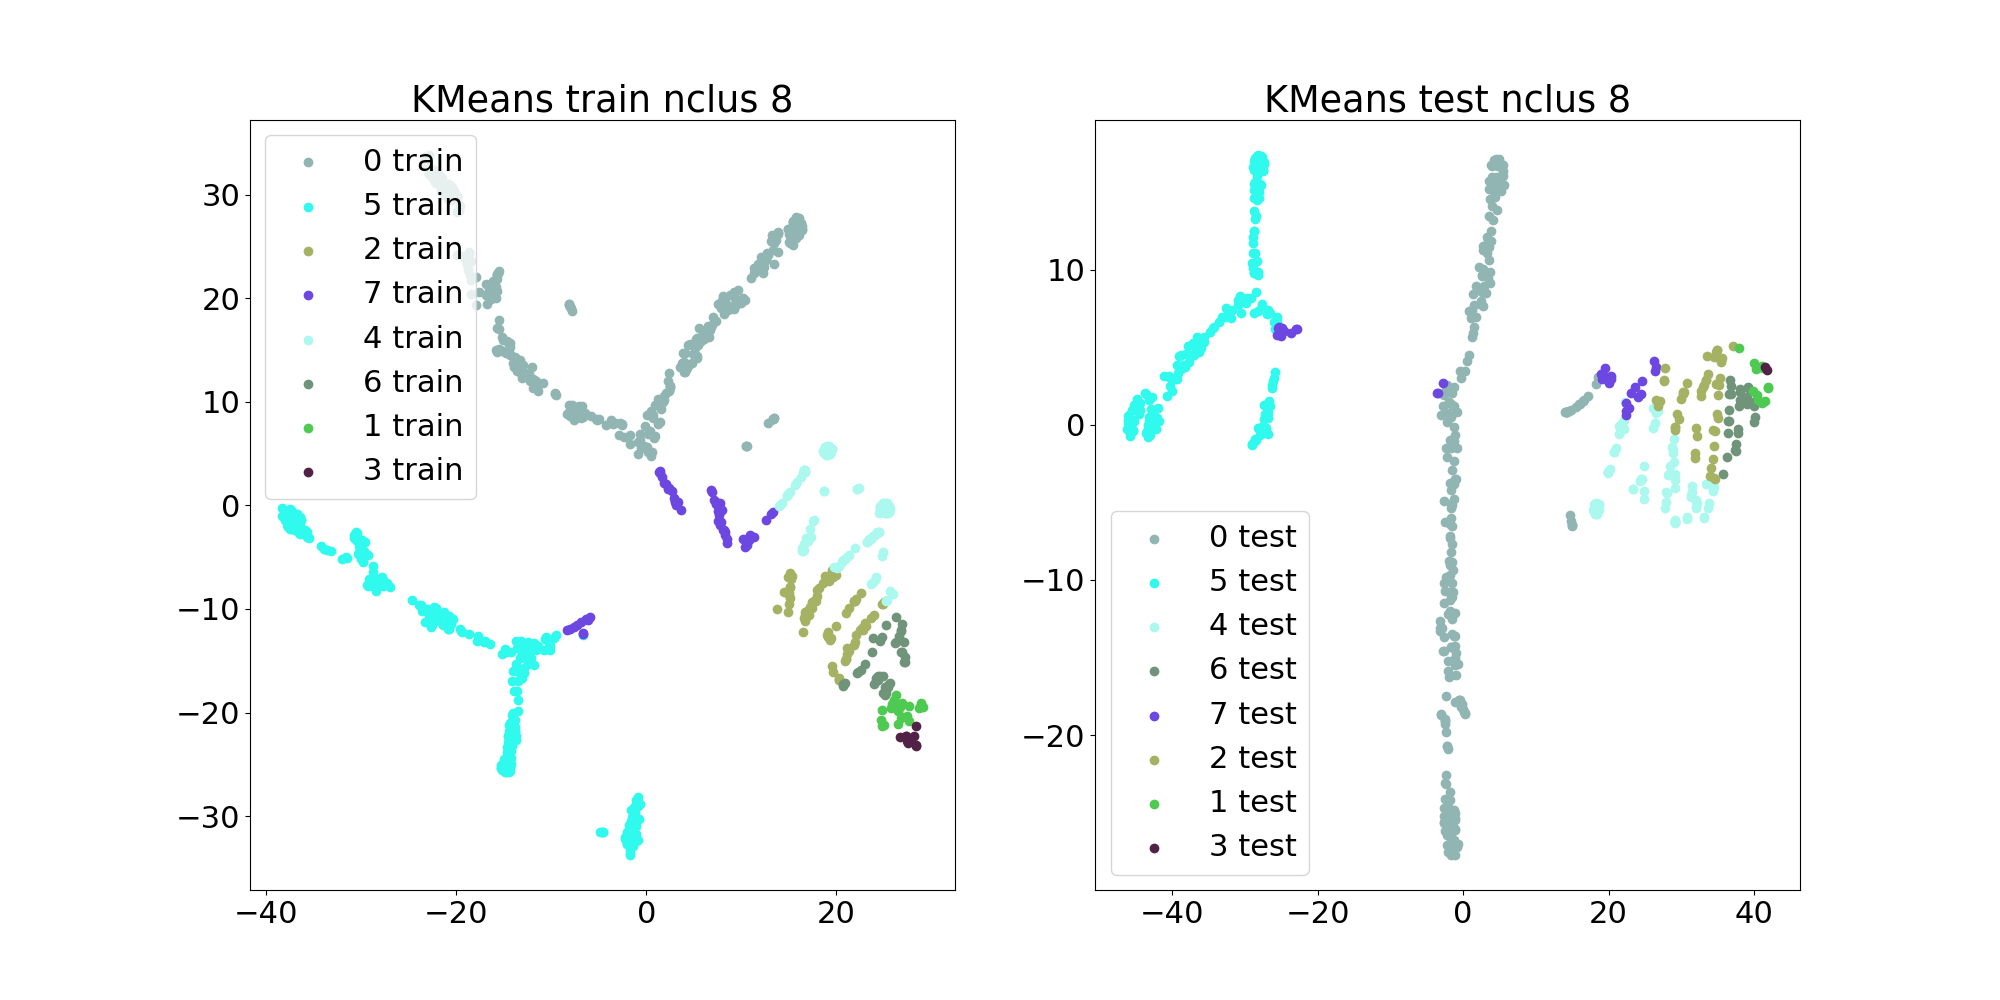 KMeans train nclus 8
0 train
5 train
2 train
7 train
4 train
6 train
1 train
3 train
30
20
10
0
−10
−20
−30
−40
−20
0
20
KMeans test nclus 8
10
0
−10
−20
0 test
5 test
4 test
6 test
7 test
2 test
1 test
3 test
−40
−20
0
20
40